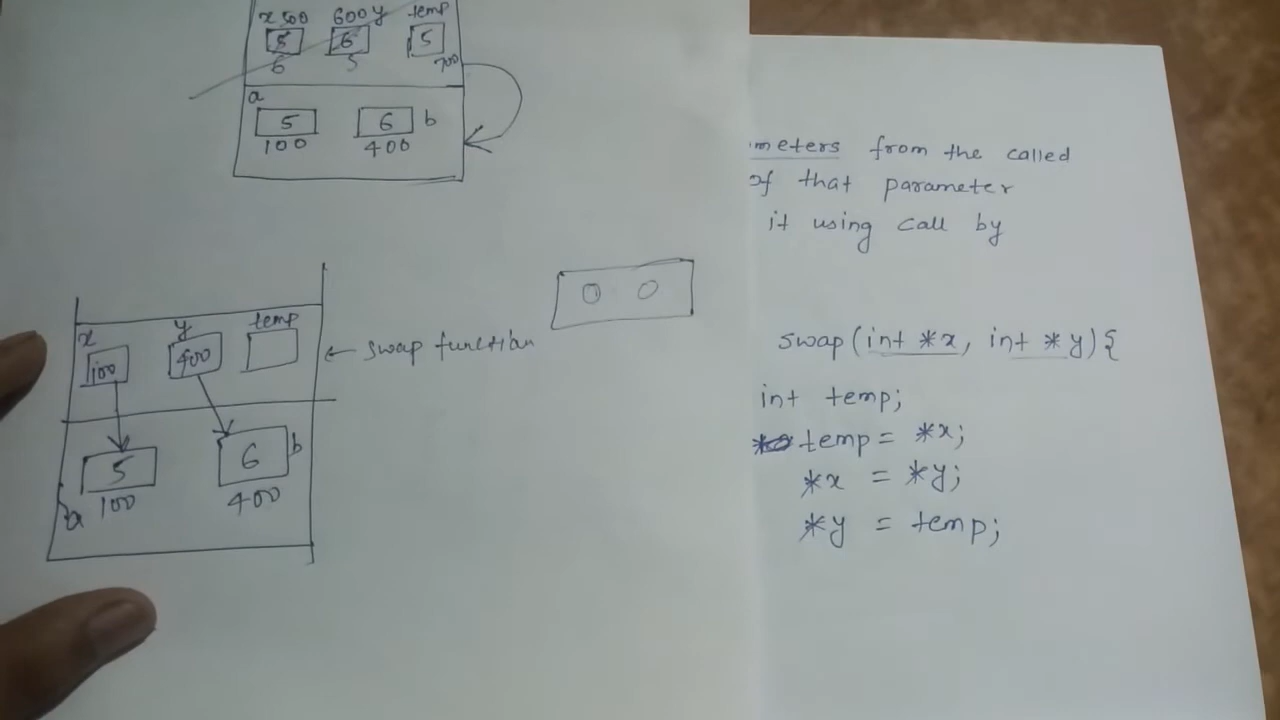 x 500 600 y temp
5 6 5
6 5 700
a
5 6 b
100 400
x y temp
100 400
← swap function
5 6 b
a 100 400
meters from the called
of that parameter
it using call by
swap(int *x, int *y){
int temp;
temp = *x;
*x = *y;
*y = temp;